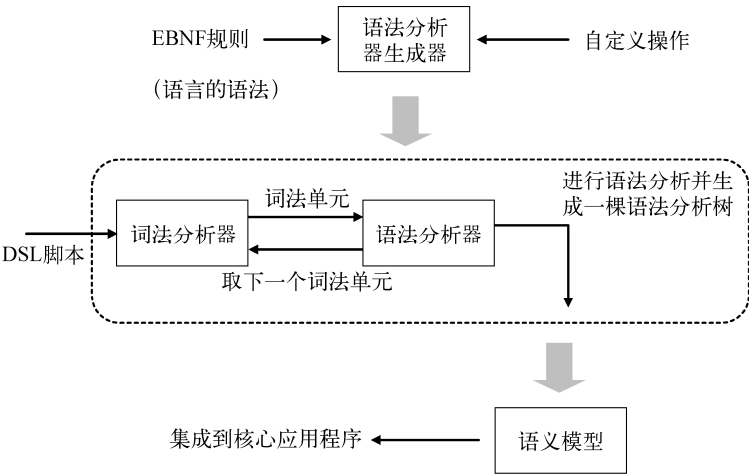 EBNF规则
语法分析
器生成器
自定义操作
（语言的语法）
进行语法分析并生
成一棵语法分析树
词法单元
词法分析器
语法分析器
DSL脚本
取下一个词法单元
集成到核心应用程序
语义模型